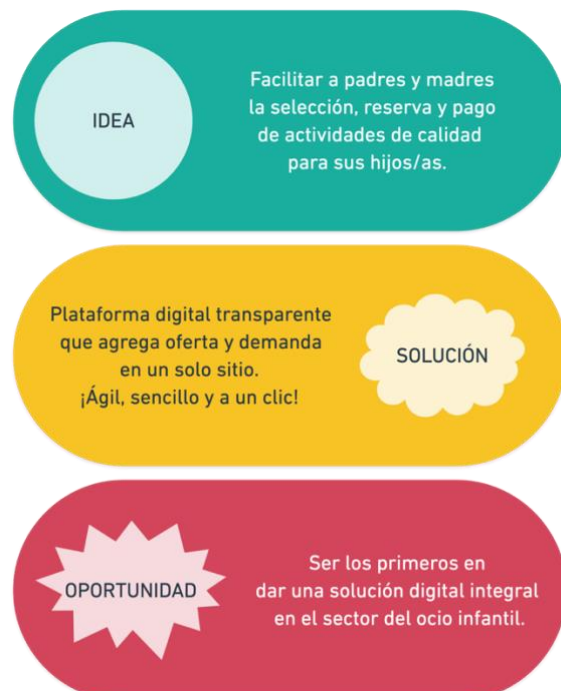 IDEA
Facilitar a padres y madres
la selección, reserva y pago
de actividades de calidad
para sus hijos/as.
Plataforma digital transparente
que agrega oferta y demanda
en un solo sitio.
¡Ágil, sencillo y a un clic!
SOLUCIÓN
OPORTUNIDAD
Ser los primeros en
dar una solución digital integral
en el sector del ocio infantil.